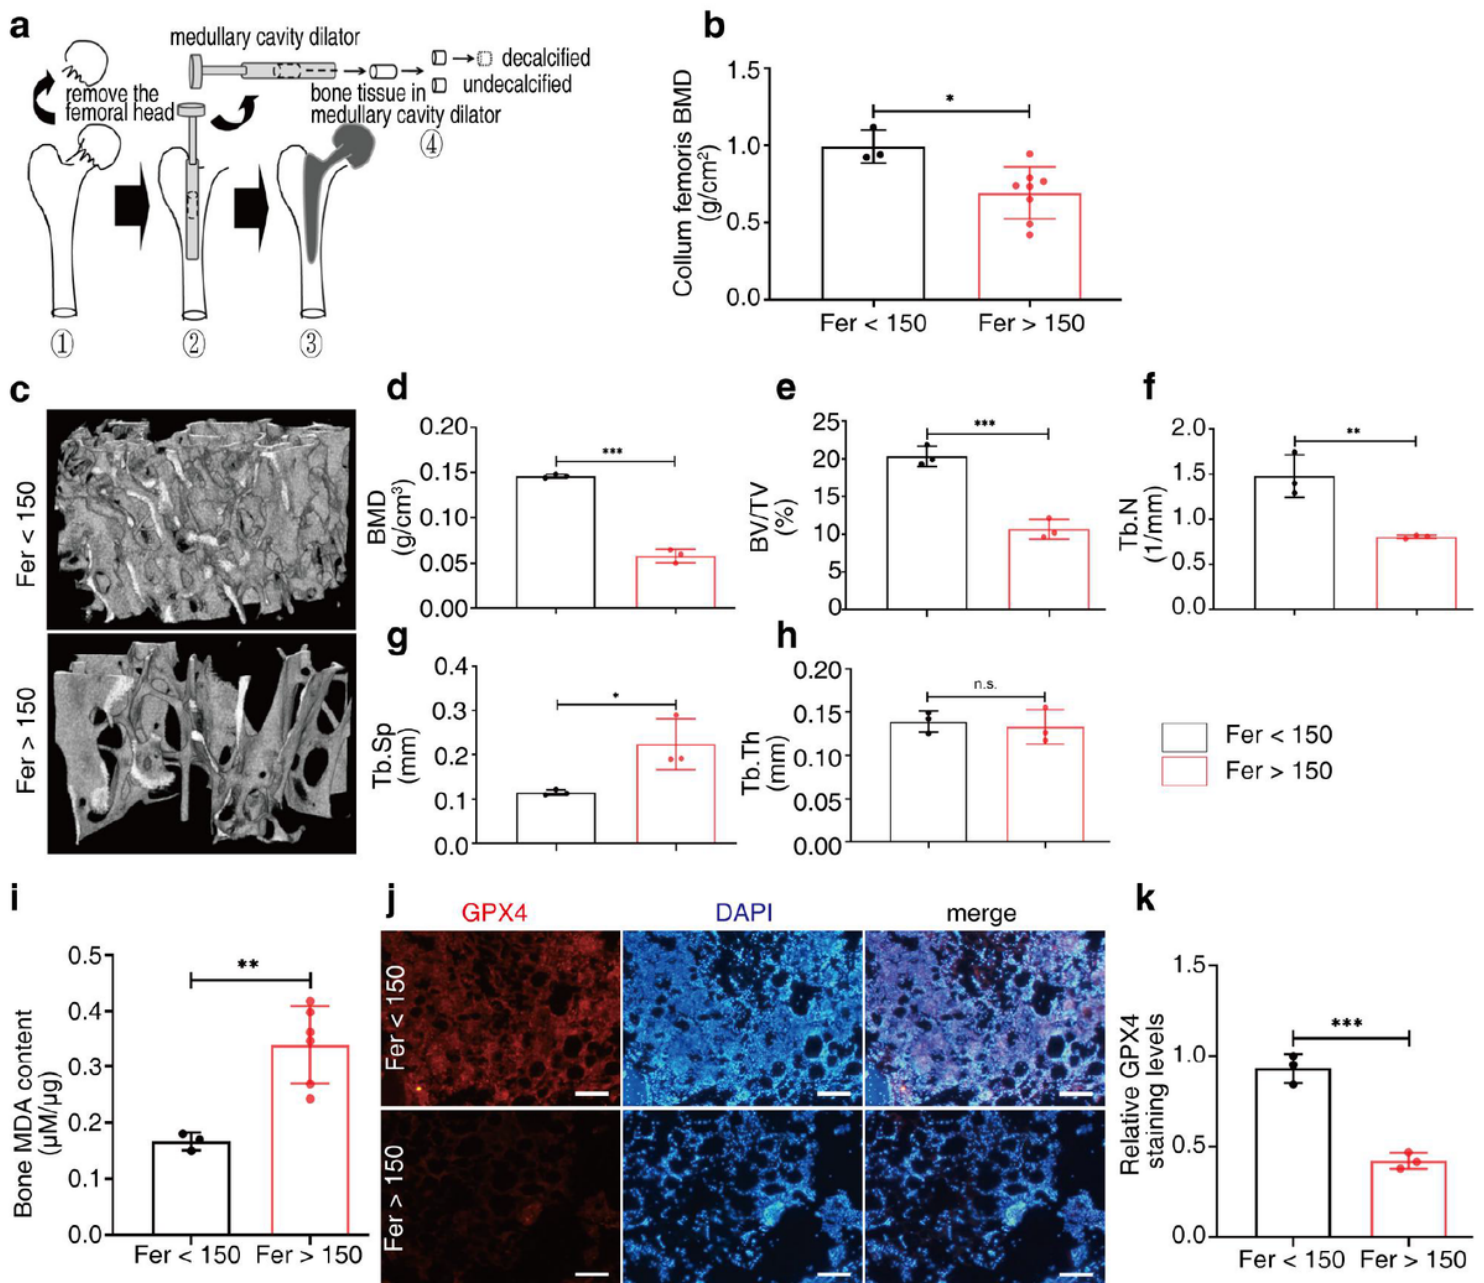 a
medullary cavity dilator
remove the
femoral head
decalcified
undecalcified
bone tissue in
medullary cavity dilator
④
①
②
③
b
Collum femoris BMD
(g/cm²)
1.5
1.0
0.5
0.0
*
Fer < 150
Fer > 150
c
Fer < 150
Fer > 150
d
BMD
(g/cm³)
0.20
0.15
0.10
0.05
0.00
***
e
BV/TV
(%)
25
20
15
10
5
0
***
f
Tb.N
(1/mm)
2.0
1.5
1.0
0.5
0.0
**
g
Tb.Sp
(mm)
0.4
0.3
0.2
0.1
0.0
*
h
Tb.Th
(mm)
0.20
0.15
0.10
0.05
0.00
n.s.
Fer < 150
Fer > 150
i
Bone MDA content
(µM/µg)
0.5
0.4
0.3
0.2
0.1
0.0
**
Fer < 150
Fer > 150
j
GPX4
DAPI
merge
Fer < 150
Fer > 150
k
Relative GPX4
staining levels
1.5
1.0
0.5
0.0
***
Fer < 150
Fer > 150